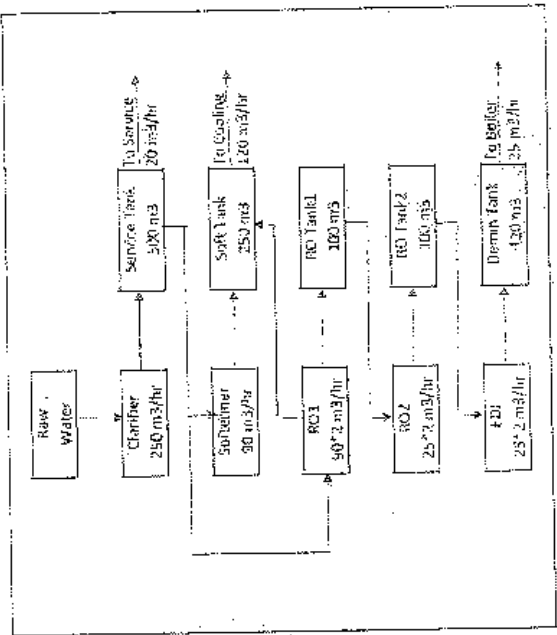 Raw
Water
Clarifier
250 m3/hr
Service Tank
500 m3
To Service
20 m3/hr
Softener
90 m3/hr
Soft Tank
250 m3
To Cooling
120 m3/hr
RO1
90*2 m3/hr
RO Tank1
100 m3
RO2
25*2 m3/hr
RO Tank2
100 m3
EDI
25*2 m3/hr
Demin Tank
To Boiler
25 m3/hr